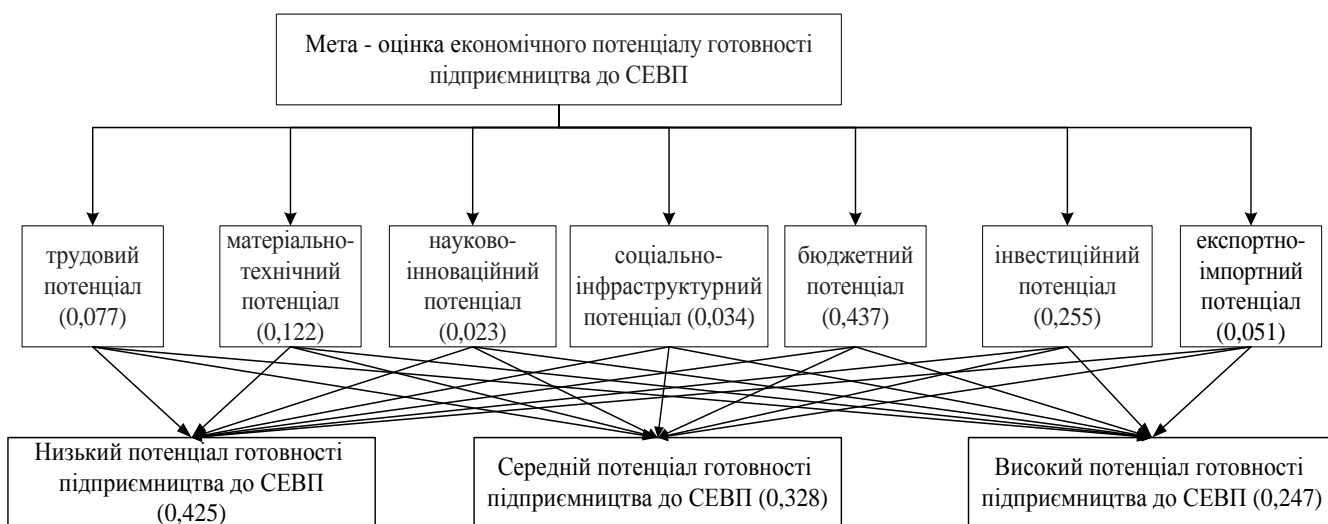 Мета - оцінка економічного потенціалу готовності
підприємництва до СЕВП
трудовий
потенціал
(0,077)
матеріально-
технічний
потенціал
(0,122)
науково-
інноваційний
потенціал
(0,023)
соціально-
інфраструктурний
потенціал (0,034)
бюджетний
потенціал
(0,437)
інвестиційний
потенціал
(0,255)
експортно-
імпортний
потенціал
(0,051)
Низький потенціал готовності
підприємництва до СЕВП
(0,425)
Середній потенціал готовності
підприємництва до СЕВП (0,328)
Високий потенціал готовності
підприємництва до СЕВП (0,247)